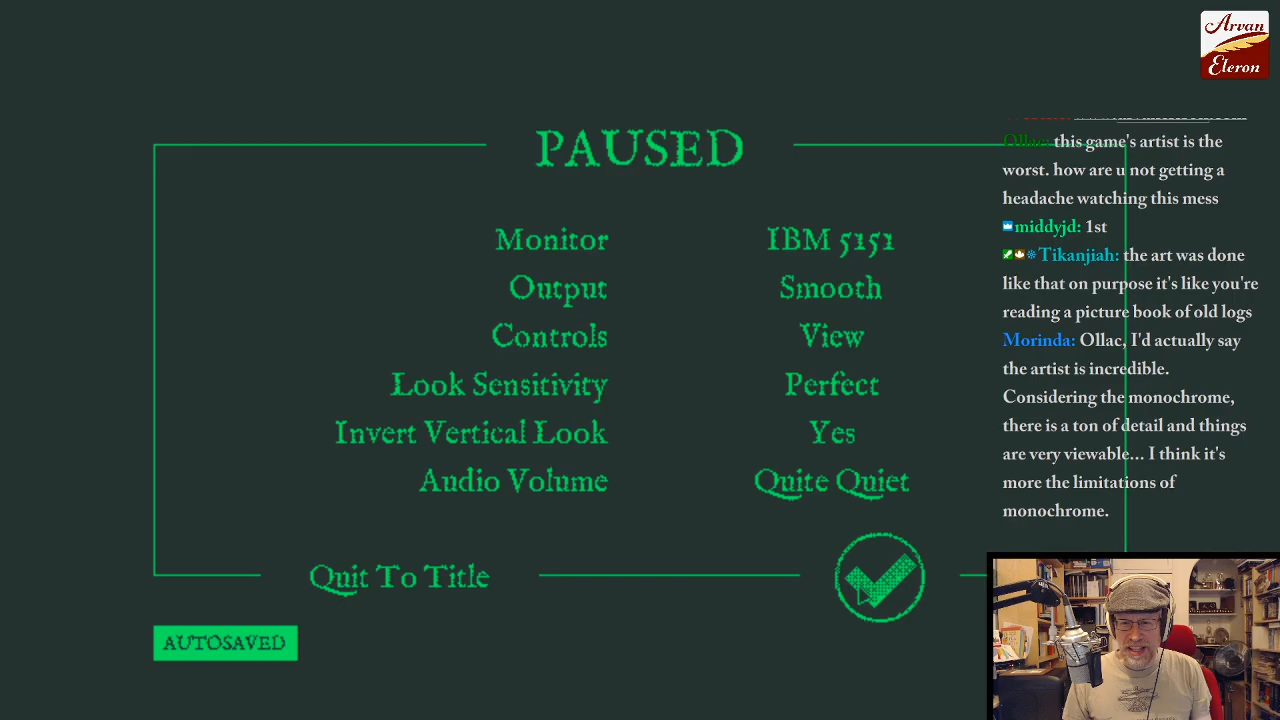 Arvan
Eleron
PAUSED
Monitor IBM 5151
Output Smooth
Controls View
Look Sensitivity Perfect
Invert Vertical Look Yes
Audio Volume Quite Quiet
Quit To Title
AUTOSAVED
Ollac: this game's artist is the
worst. how are u not getting a
headache watching this mess
middyjd: 1st
Tikanjiah: the art was done
like that on purpose it's like you're
reading a picture book of old logs
Morinda: Ollac, I'd actually say
the artist is incredible.
Considering the monochrome,
there is a ton of detail and things
are very viewable... I think it's
more the limitations of
monochrome.